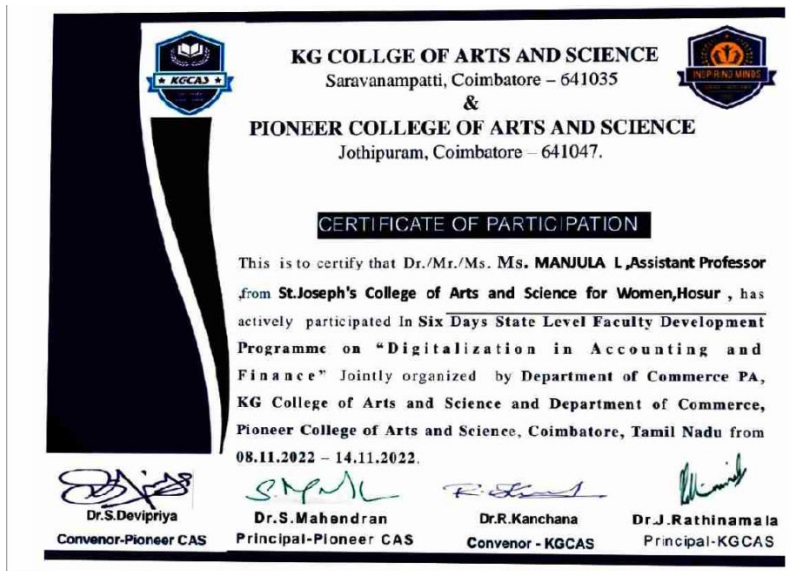 KG COLLGE OF ARTS AND SCIENCE
Saravanampatti, Coimbatore – 641035
&
PIONEER COLLEGE OF ARTS AND SCIENCE
Jothipuram, Coimbatore – 641047.
★ KGCAS ★
INSPIRING MINDS
CERTIFICATE OF PARTICIPATION
This is to certify that Dr./Mr./Ms. Ms. MANJULA L ,Assistant Professor
,from St.Joseph's College of Arts and Science for Women,Hosur , has
actively participated In Six Days State Level Faculty Development
Programme on “Digitalization in Accounting and
Finance” Jointly organized by Department of Commerce PA,
KG College of Arts and Science and Department of Commerce,
Pioneer College of Arts and Science, Coimbatore, Tamil Nadu from
08.11.2022 – 14.11.2022.
Dr.S.Devipriya
Convenor-Pioneer CAS
Dr.S.Mahendran
Principal-Pioneer CAS
Dr.R.Kanchana
Convenor - KGCAS
Dr.J.Rathinamala
Principal-KGCAS